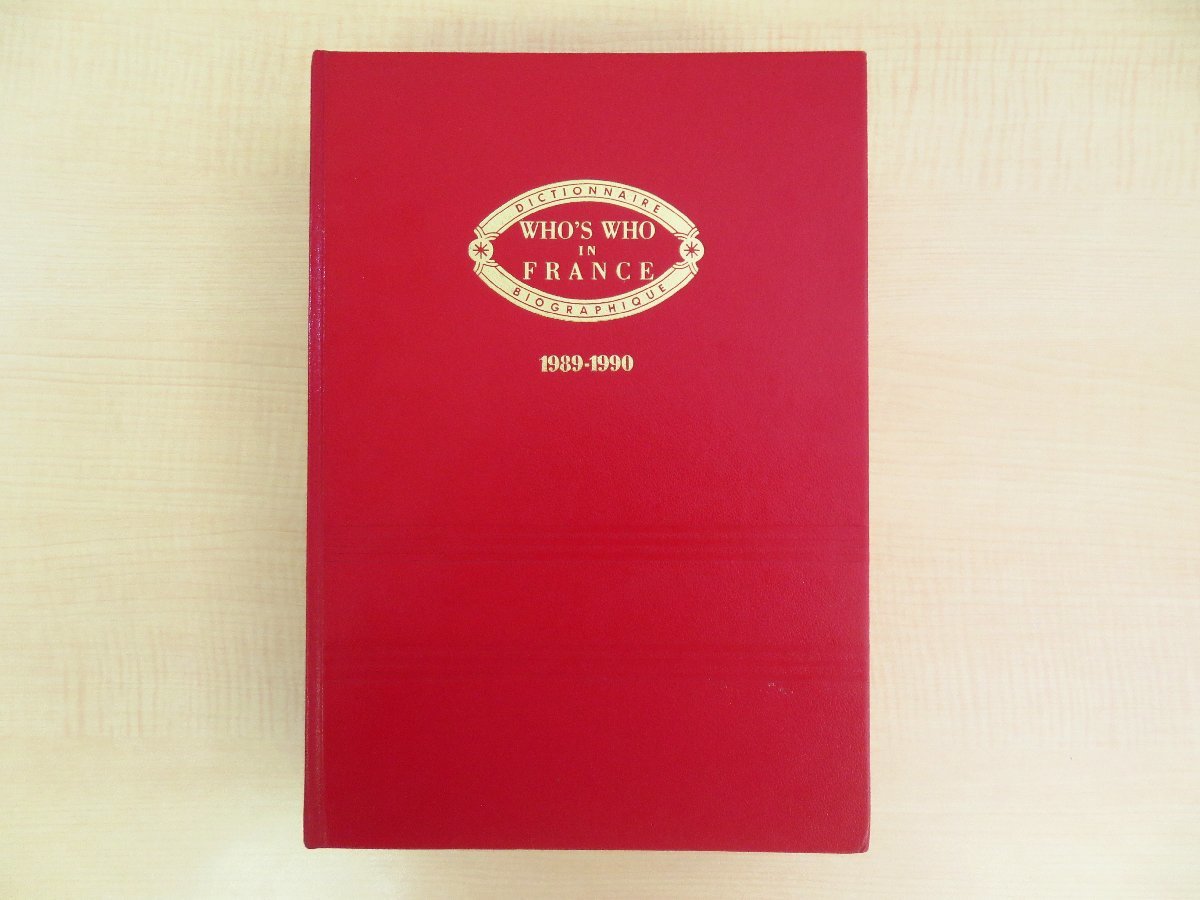 DICTIONNAIRE
WHO'S WHO
IN
FRANCE
BIOGRAPHIQUE
1989-1990